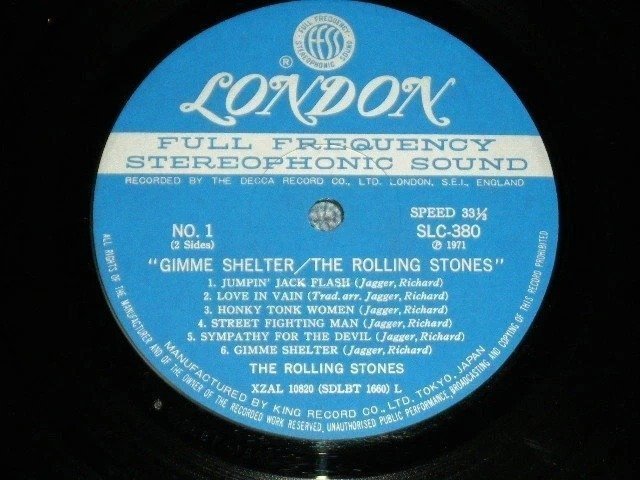 FULL FREQUENCY
ffss
STEREOPHONIC SOUND
®
LONDON
FULL FREQUENCY
STEREOPHONIC SOUND
RECORDED BY THE DECCA RECORD CO., LTD. LONDON, S.E.I., ENGLAND
SPEED 33⅓
NO. 1 SLC-380
(2 Sides) ℗ 1971
"GIMME SHELTER/THE ROLLING STONES"
1. JUMPIN' JACK FLASH (Jagger, Richard)
2. LOVE IN VAIN (Trad. arr. Jagger, Richard)
3. HONKY TONK WOMEN (Jagger, Richard)
4. STREET FIGHTING MAN (Jagger, Richard)
5. SYMPATHY FOR THE DEVIL (Jagger, Richard)
6. GIMME SHELTER (Jagger, Richard)
THE ROLLING STONES
XZAL 10820 (SDLBT 1660) L
MANUFACTURED BY KING RECORD CO., LTD. TOKYO, JAPAN
ALL RIGHTS OF THE MANUFACTURER AND OF THE OWNER OF THE RECORDED WORK RESERVED. UNAUTHORISED PUBLIC PERFORMANCE, BROADCASTING AND COPYING OF THIS RECORD PROHIBITED